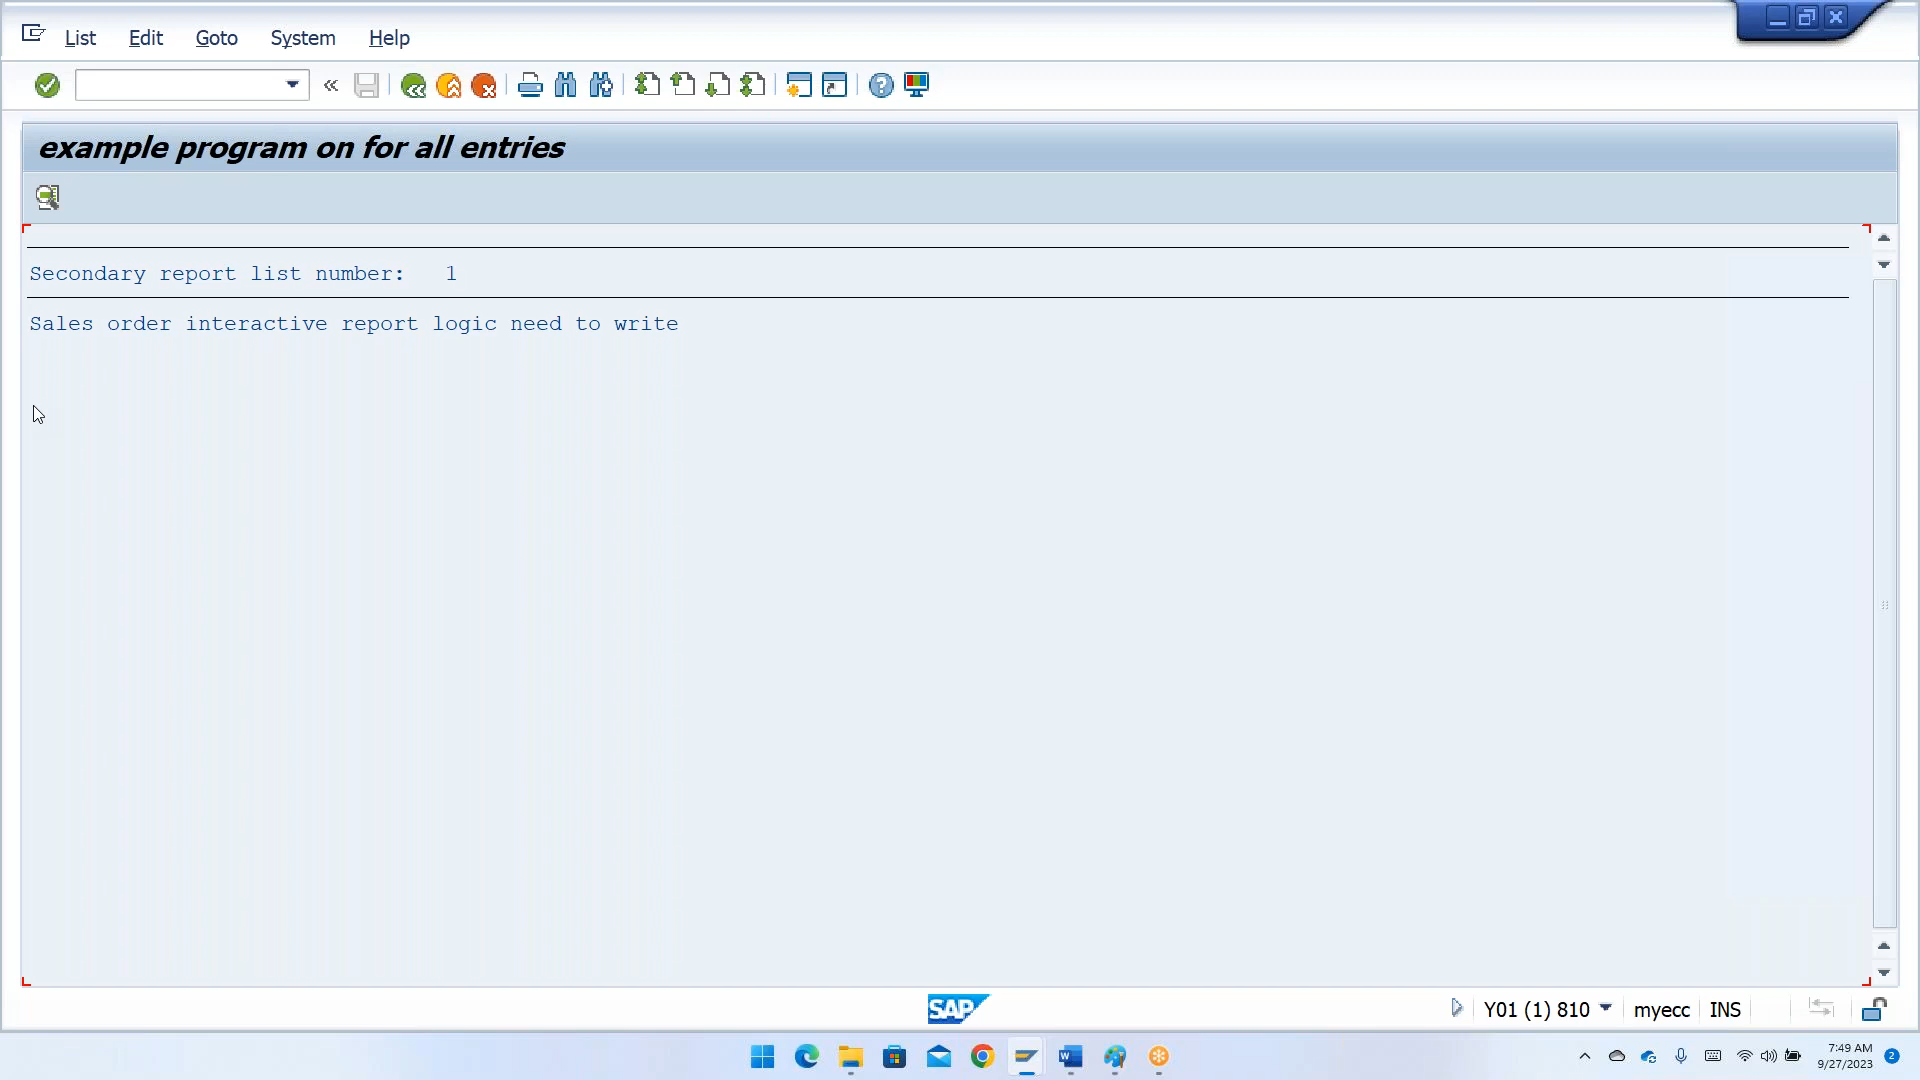 List Edit Goto System Help
example program on for all entries
Secondary report list number: 1
Sales order interactive report logic need to write
SAP
Y01 (1) 810 myecc INS
7:49 AM
9/27/2023
2